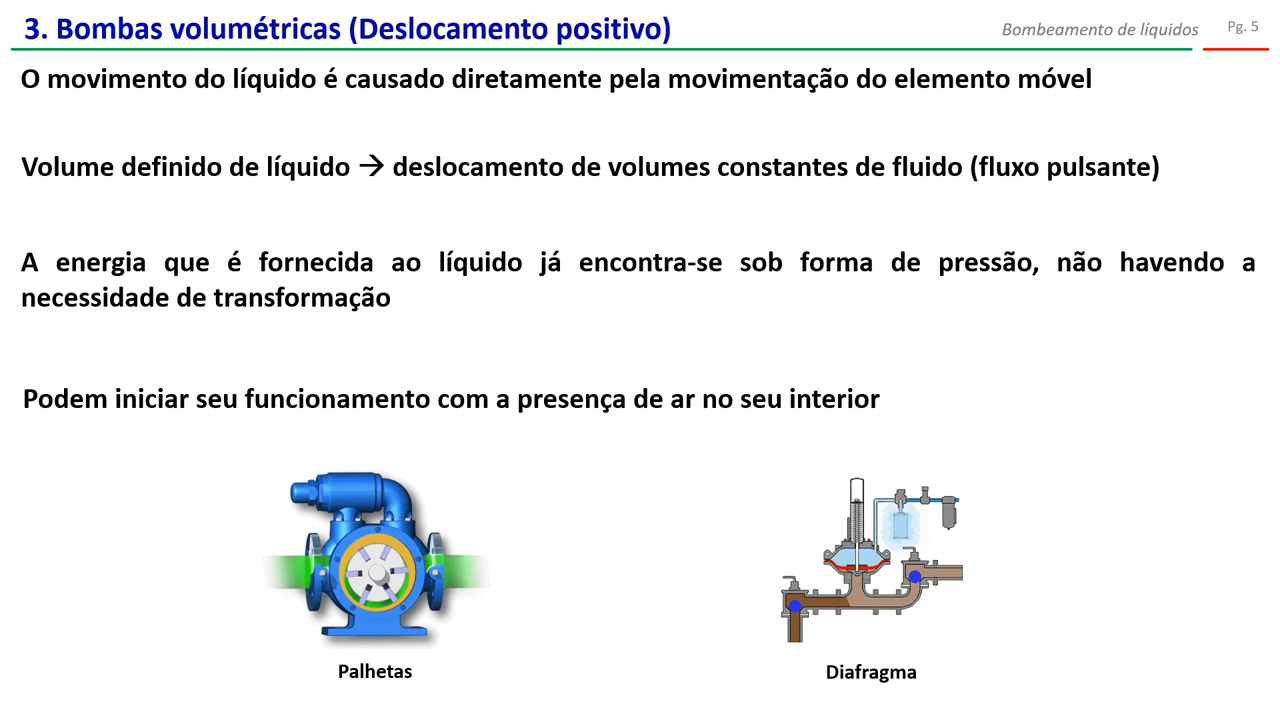 3. Bombas volumétricas (Deslocamento positivo)
Bombeamento de líquidos
Pg. 5
O movimento do líquido é causado diretamente pela movimentação do elemento móvel
Volume definido de líquido → deslocamento de volumes constantes de fluido (fluxo pulsante)
A energia que é fornecida ao líquido já encontra-se sob forma de pressão, não havendo a
necessidade de transformação
Podem iniciar seu funcionamento com a presença de ar no seu interior
Palhetas
Diafragma